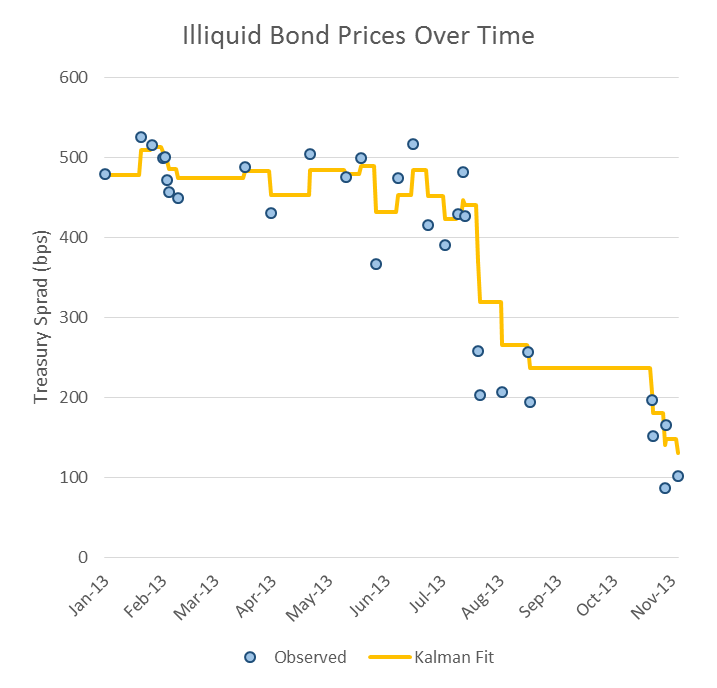 Illiquid Bond Prices Over Time
600
500
400
300
200
100
0
Treasury Sprad (bps)
Jan-13
Feb-13
Mar-13
Apr-13
May-13
Jun-13
Jul-13
Aug-13
Sep-13
Oct-13
Nov-13
Observed
Kalman Fit